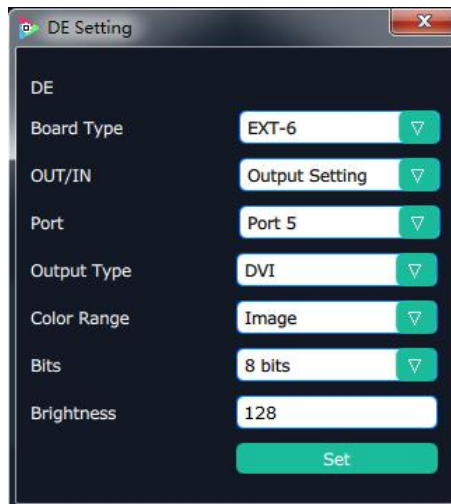 DE Setting
DE
Board Type EXT-6
OUT/IN Output Setting
Port Port 5
Output Type DVI
Color Range Image
Bits 8 bits
Brightness 128
Set